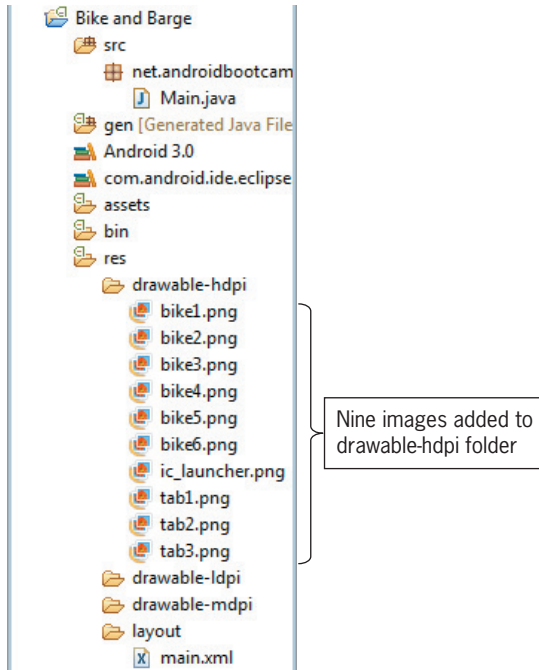 Bike and Barge
src
net.androidbootcam
Main.java
gen [Generated Java File
Android 3.0
com.android.ide.eclipse
assets
bin
res
drawable-hdpi
bike1.png
bike2.png
bike3.png
bike4.png
bike5.png
bike6.png
ic_launcher.png
tab1.png
tab2.png
tab3.png
drawable-ldpi
drawable-mdpi
layout
main.xml
Nine images added to
drawable-hdpi folder